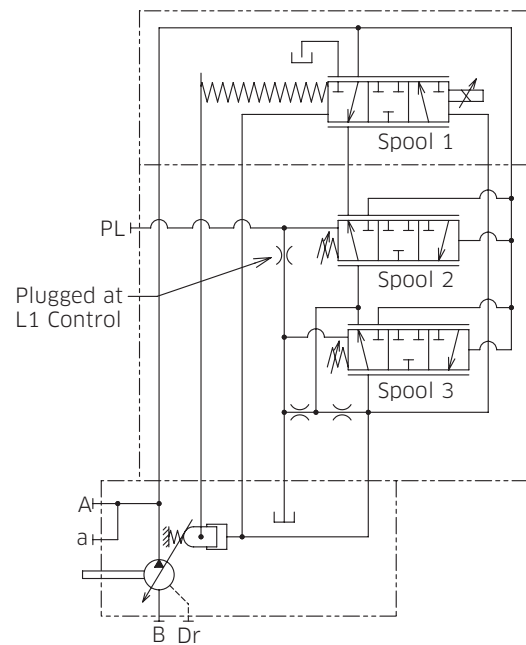 Spool 1
PL
Spool 2
Plugged at
L1 Control
Spool 3
A
a
B Dr